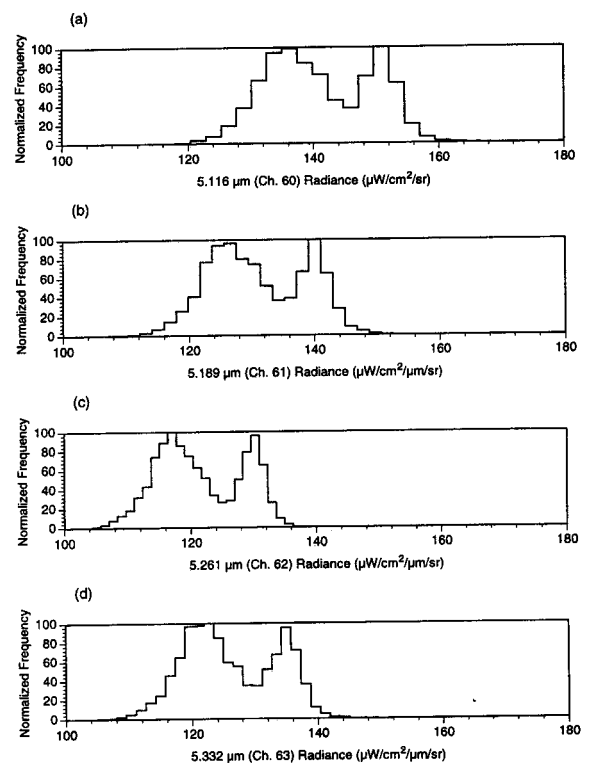 (a)
Normalized Frequency
100
80
60
40
20
0
100 120 140 160 180
5.116 µm (Ch. 60) Radiance (µW/cm²/sr)
(b)
Normalized Frequency
100
80
60
40
20
0
100 120 140 160 180
5.189 µm (Ch. 61) Radiance (µW/cm²/µm/sr)
(c)
Normalized Frequency
100
80
60
40
20
0
100 120 140 160 180
5.261 µm (Ch. 62) Radiance (µW/cm²/µm/sr)
(d)
Normalized Frequency
100
80
60
40
20
0
100 120 140 160 180
5.332 µm (Ch. 63) Radiance (µW/cm²/µm/sr)